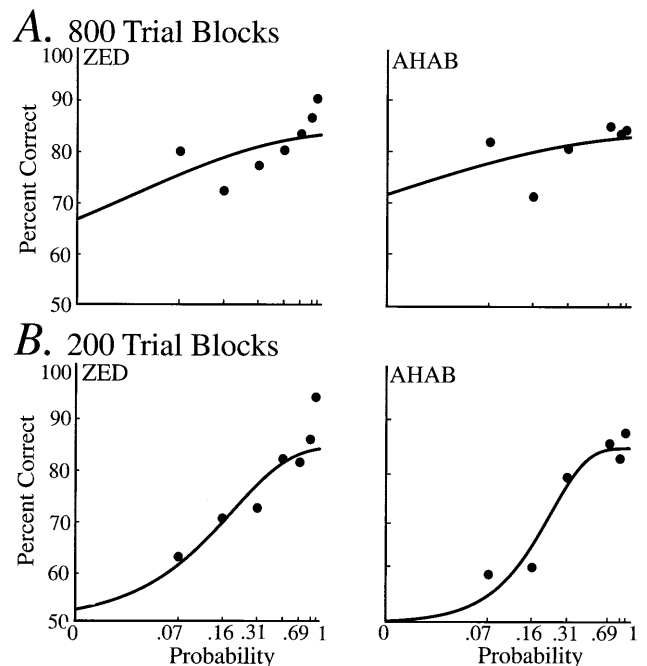 A. 800 Trial Blocks
100 ZED AHAB
90
80
70
60
50
Percent Correct
B. 200 Trial Blocks
100 ZED AHAB
90
80
70
60
50
Percent Correct
0 .07 .16 .31 .69 1 0 .07 .16 .31 .69 1
Probability Probability